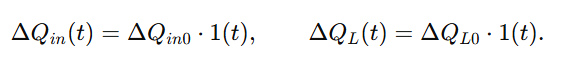 ΔQ_{in}(t) = ΔQ_{in0} · 1(t), ΔQ_L(t) = ΔQ_{L0} · 1(t).